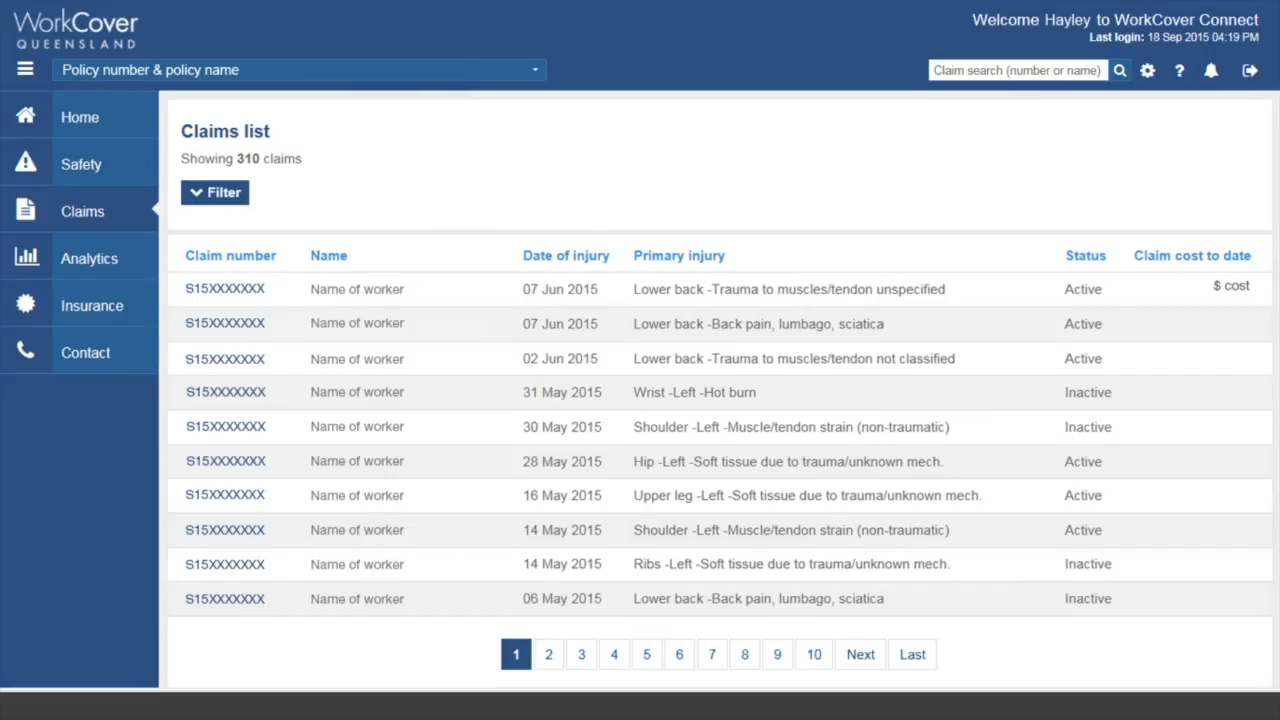 WorkCover
QUEENSLAND
Welcome Hayley to WorkCover Connect
Last login: 18 Sep 2015 04:19 PM
Policy number & policy name
Claim search (number or name)
?
Home
Safety
Claims
Analytics
Insurance
Contact
Claims list
Showing 310 claims
Filter
Claim number Name Date of injury Primary injury Status Claim cost to date
S15XXXXXXX Name of worker 07 Jun 2015 Lower back -Trauma to muscles/tendon unspecified Active $ cost
S15XXXXXXX Name of worker 07 Jun 2015 Lower back -Back pain, lumbago, sciatica Active
S15XXXXXXX Name of worker 02 Jun 2015 Lower back -Trauma to muscles/tendon not classified Active
S15XXXXXXX Name of worker 31 May 2015 Wrist -Left -Hot burn Inactive
S15XXXXXXX Name of worker 30 May 2015 Shoulder -Left -Muscle/tendon strain (non-traumatic) Inactive
S15XXXXXXX Name of worker 28 May 2015 Hip -Left -Soft tissue due to trauma/unknown mech. Active
S15XXXXXXX Name of worker 16 May 2015 Upper leg -Left -Soft tissue due to trauma/unknown mech. Active
S15XXXXXXX Name of worker 14 May 2015 Shoulder -Left -Muscle/tendon strain (non-traumatic) Active
S15XXXXXXX Name of worker 14 May 2015 Ribs -Left -Soft tissue due to trauma/unknown mech. Inactive
S15XXXXXXX Name of worker 06 May 2015 Lower back -Back pain, lumbago, sciatica Inactive
1 2 3 4 5 6 7 8 9 10 Next Last